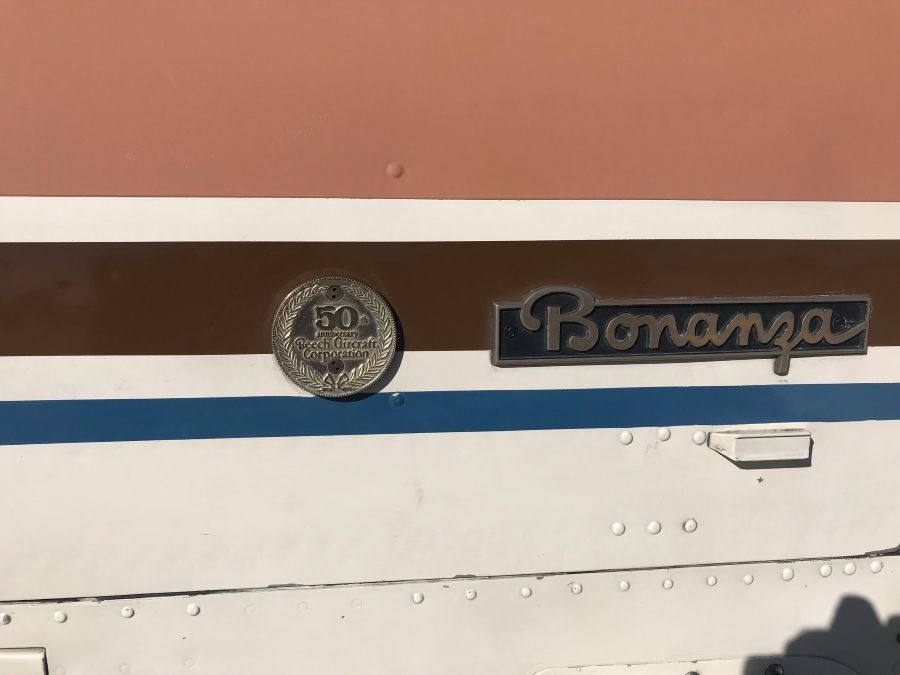 50th
anniversary
Beech Aircraft
Corporation
Bonanza